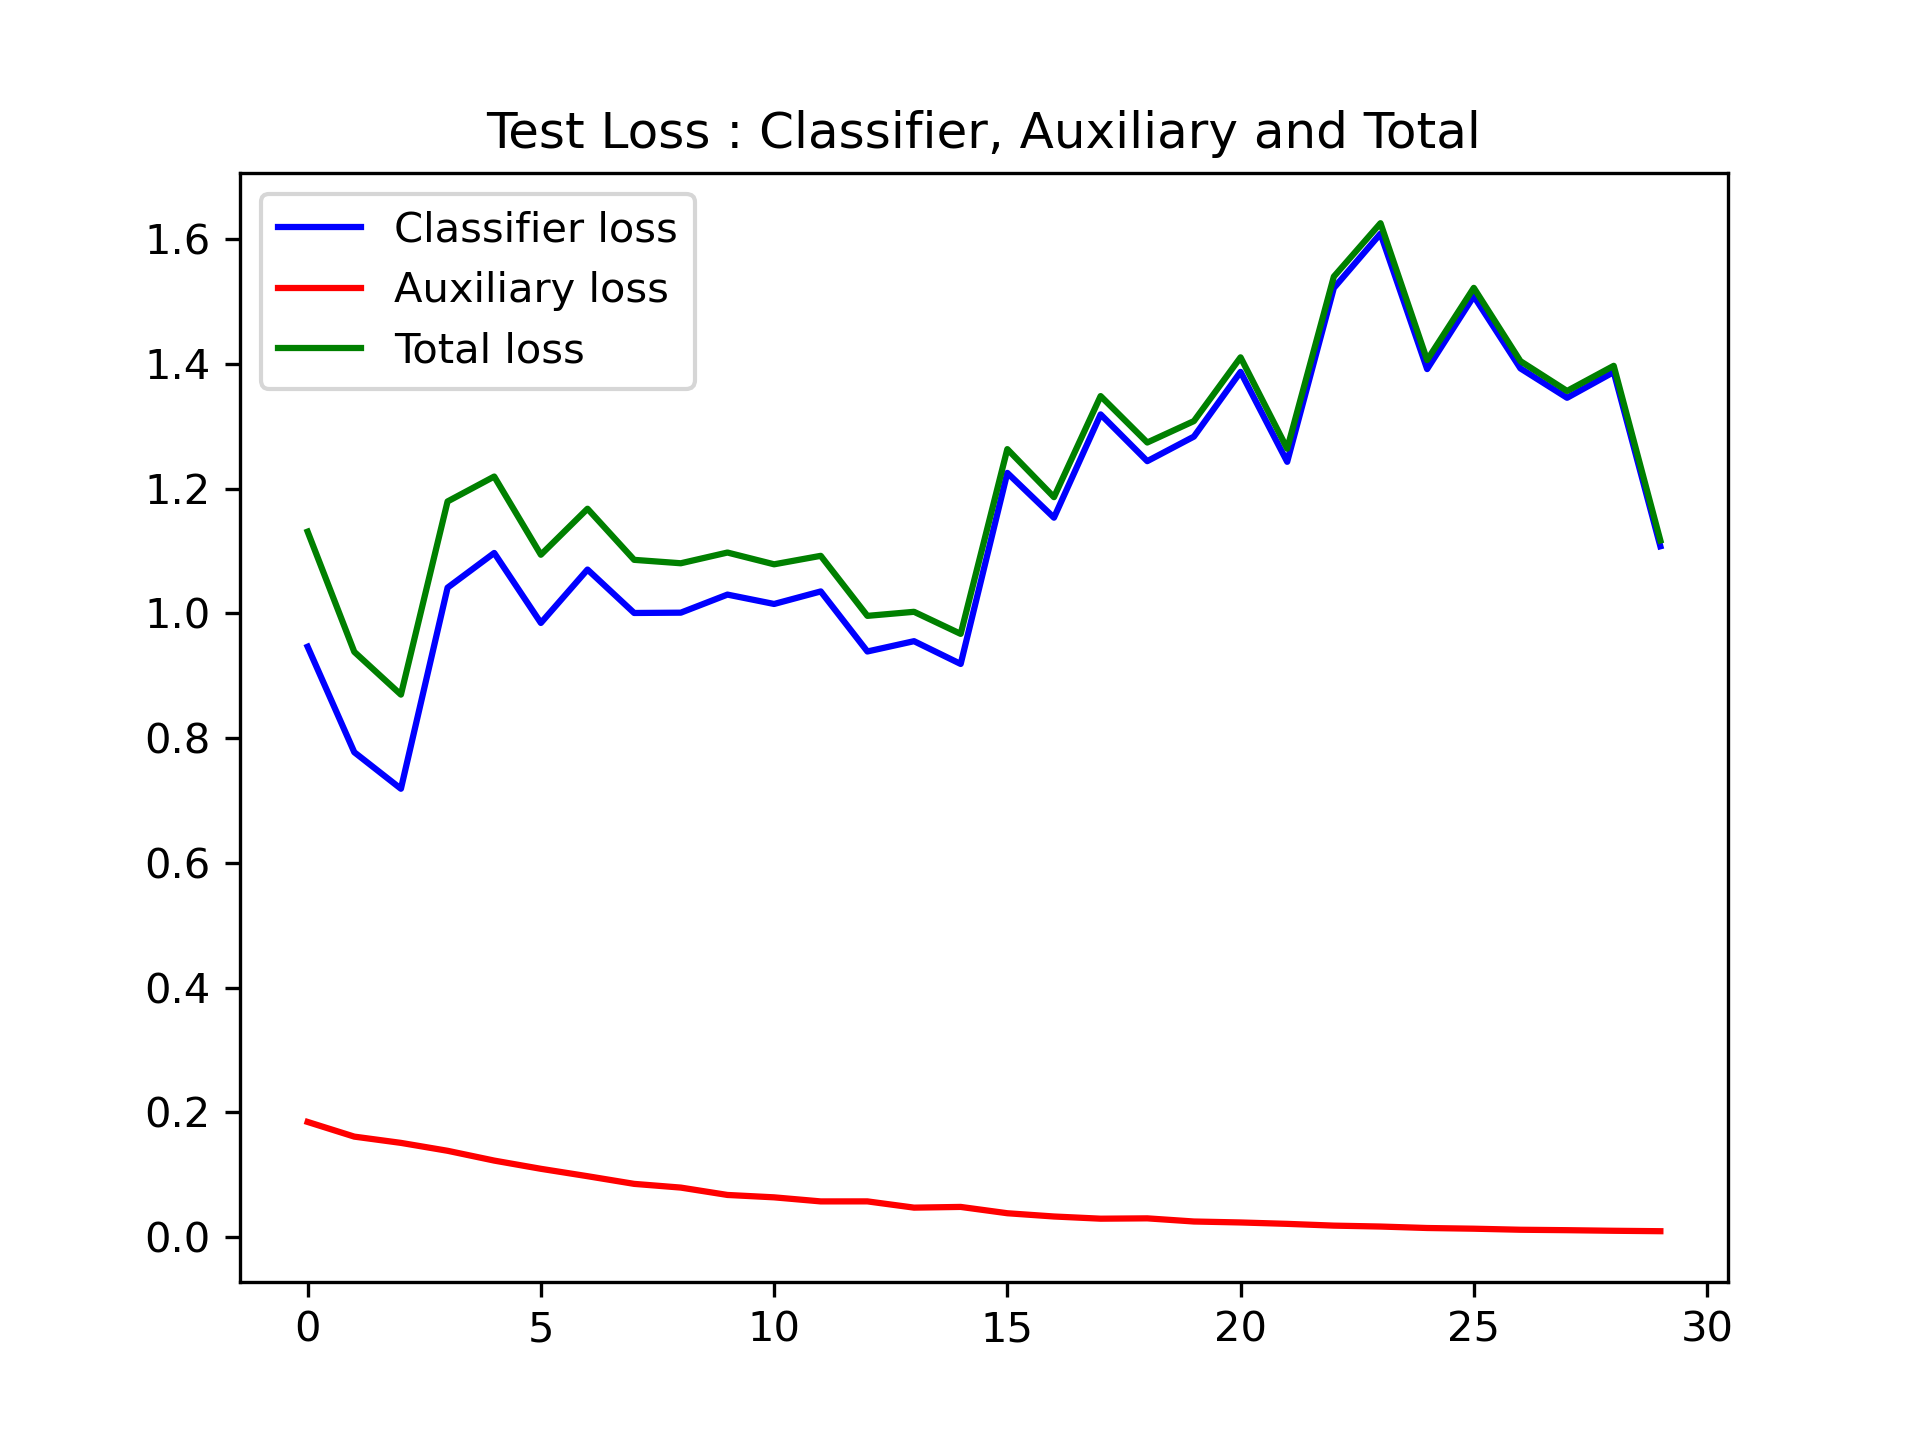 Test Loss : Classifier, Auxiliary and Total
Classifier loss
Auxiliary loss
Total loss
1.6
1.4
1.2
1.0
0.8
0.6
0.4
0.2
0.0
0 5 10 15 20 25 30